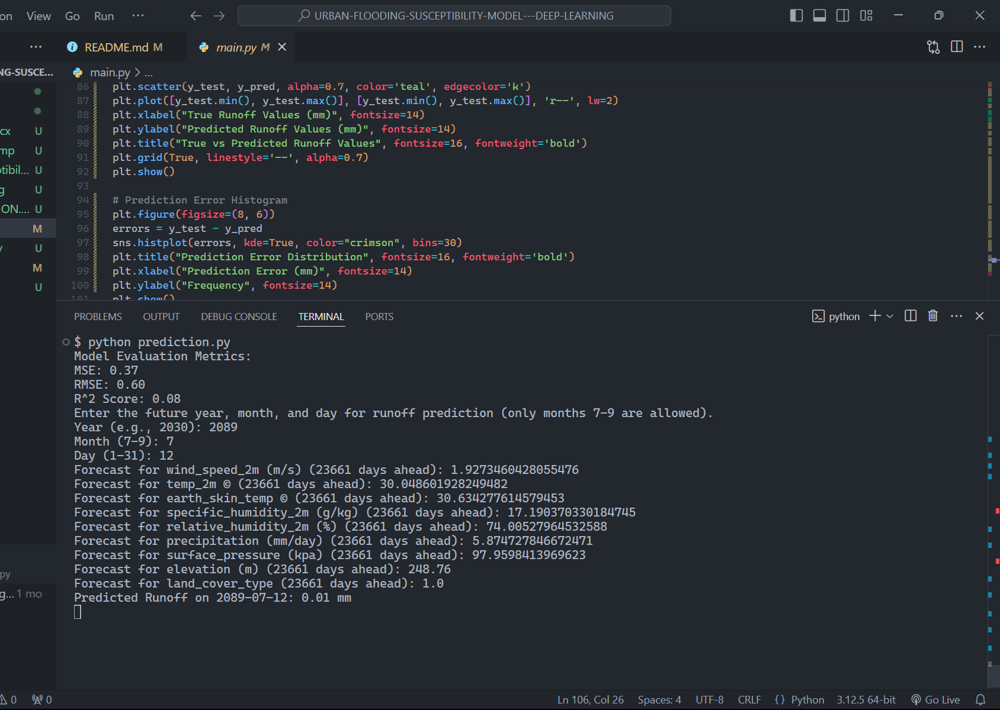 on View Go Run ···
URBAN-FLOODING-SUSCEPTIBILITY-MODEL---DEEP-LEARNING
··· README.md M main.py M
NG-SUSCE... main.py > ...
86 plt.scatter(y_test, y_pred, alpha=0.7, color='teal', edgecolor='k')
87 plt.plot([y_test.min(), y_test.max()], [y_test.min(), y_test.max()], 'r--', lw=2)
88 plt.xlabel("True Runoff Values (mm)", fontsize=14)
89 plt.ylabel("Predicted Runoff Values (mm)", fontsize=14)
90 plt.title("True vs Predicted Runoff Values", fontsize=16, fontweight='bold')
91 plt.grid(True, linestyle='--', alpha=0.7)
92 plt.show()
93
94 # Prediction Error Histogram
95 plt.figure(figsize=(8, 6))
96 errors = y_test - y_pred
97 sns.histplot(errors, kde=True, color="crimson", bins=30)
98 plt.title("Prediction Error Distribution", fontsize=16, fontweight='bold')
99 plt.xlabel("Prediction Error (mm)", fontsize=14)
100 plt.ylabel("Frequency", fontsize=14)
101 plt.show()
cx U
mp U
otibil... U
g U
ION.... U
M
y U
M
U
py
g... 1 mo
PROBLEMS OUTPUT DEBUG CONSOLE TERMINAL PORTS
python
$ python prediction.py
Model Evaluation Metrics:
MSE: 0.37
RMSE: 0.60
R^2 Score: 0.08
Enter the future year, month, and day for runoff prediction (only months 7-9 are allowed).
Year (e.g., 2030): 2089
Month (7-9): 7
Day (1-31): 12
Forecast for wind_speed_2m (m/s) (23661 days ahead): 1.9273460428055476
Forecast for temp_2m © (23661 days ahead): 30.048601928249482
Forecast for earth_skin_temp © (23661 days ahead): 30.634277614579453
Forecast for specific_humidity_2m (g/kg) (23661 days ahead): 17.190370330184745
Forecast for relative_humidity_2m (%) (23661 days ahead): 74.00527964532588
Forecast for precipitation (mm/day) (23661 days ahead): 5.874727846672471
Forecast for surface_pressure (kpa) (23661 days ahead): 97.9598413969623
Forecast for elevation (m) (23661 days ahead): 248.76
Forecast for land_cover_type (23661 days ahead): 1.0
Predicted Runoff on 2089-07-12: 0.01 mm
0 0 Ln 106, Col 26 Spaces: 4 UTF-8 CRLF {} Python 3.12.5 64-bit Go Live